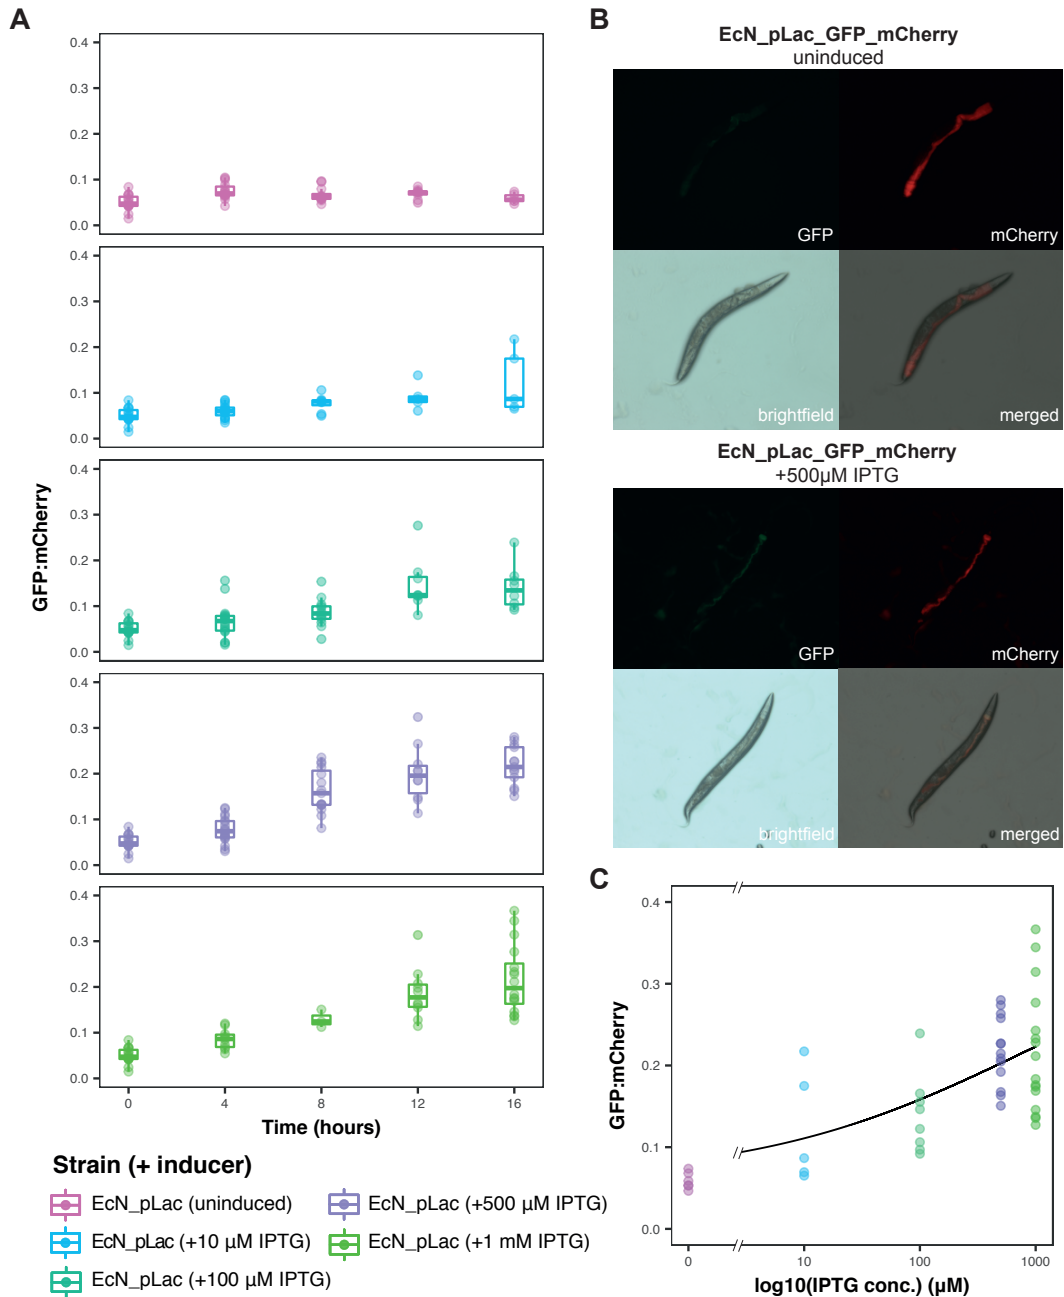 A
0.4
0.3
0.2
0.1
0.0
0.4
0.3
0.2
0.1
0.0
0.4
0.3
0.2
0.1
0.0
0.4
0.3
0.2
0.1
0.0
0.4
0.3
0.2
0.1
0.0
GFP:mCherry
0 4 8 12 16
Time (hours)
Strain (+ inducer)
EcN_pLac (uninduced)
EcN_pLac (+10 µM IPTG)
EcN_pLac (+100 µM IPTG)
EcN_pLac (+500 µM IPTG)
EcN_pLac (+1 mM IPTG)
B
EcN_pLac_GFP_mCherry
uninduced
GFP
mCherry
brightfield
merged
EcN_pLac_GFP_mCherry
+500µM IPTG
GFP
mCherry
brightfield
merged
C
0.4
0.3
0.2
0.1
0.0
GFP:mCherry
0 10 100 1000
log10(IPTG conc.) (µM)